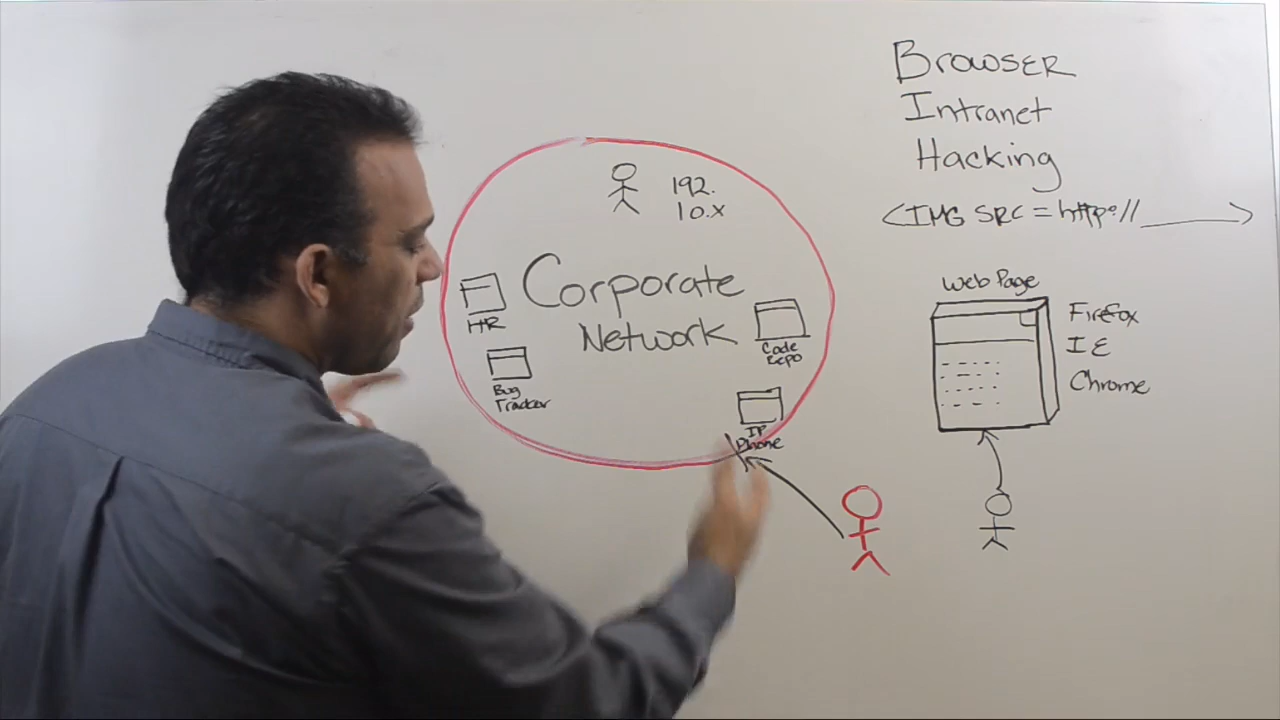 Browser
Intranet
Hacking
<IMG SRC = http:// ______>
192.
10.x
Corporate
Network
HR
Bug
Tracker
Code
Repo
IP
Phone
Web Page
Firefox
IE
Chrome